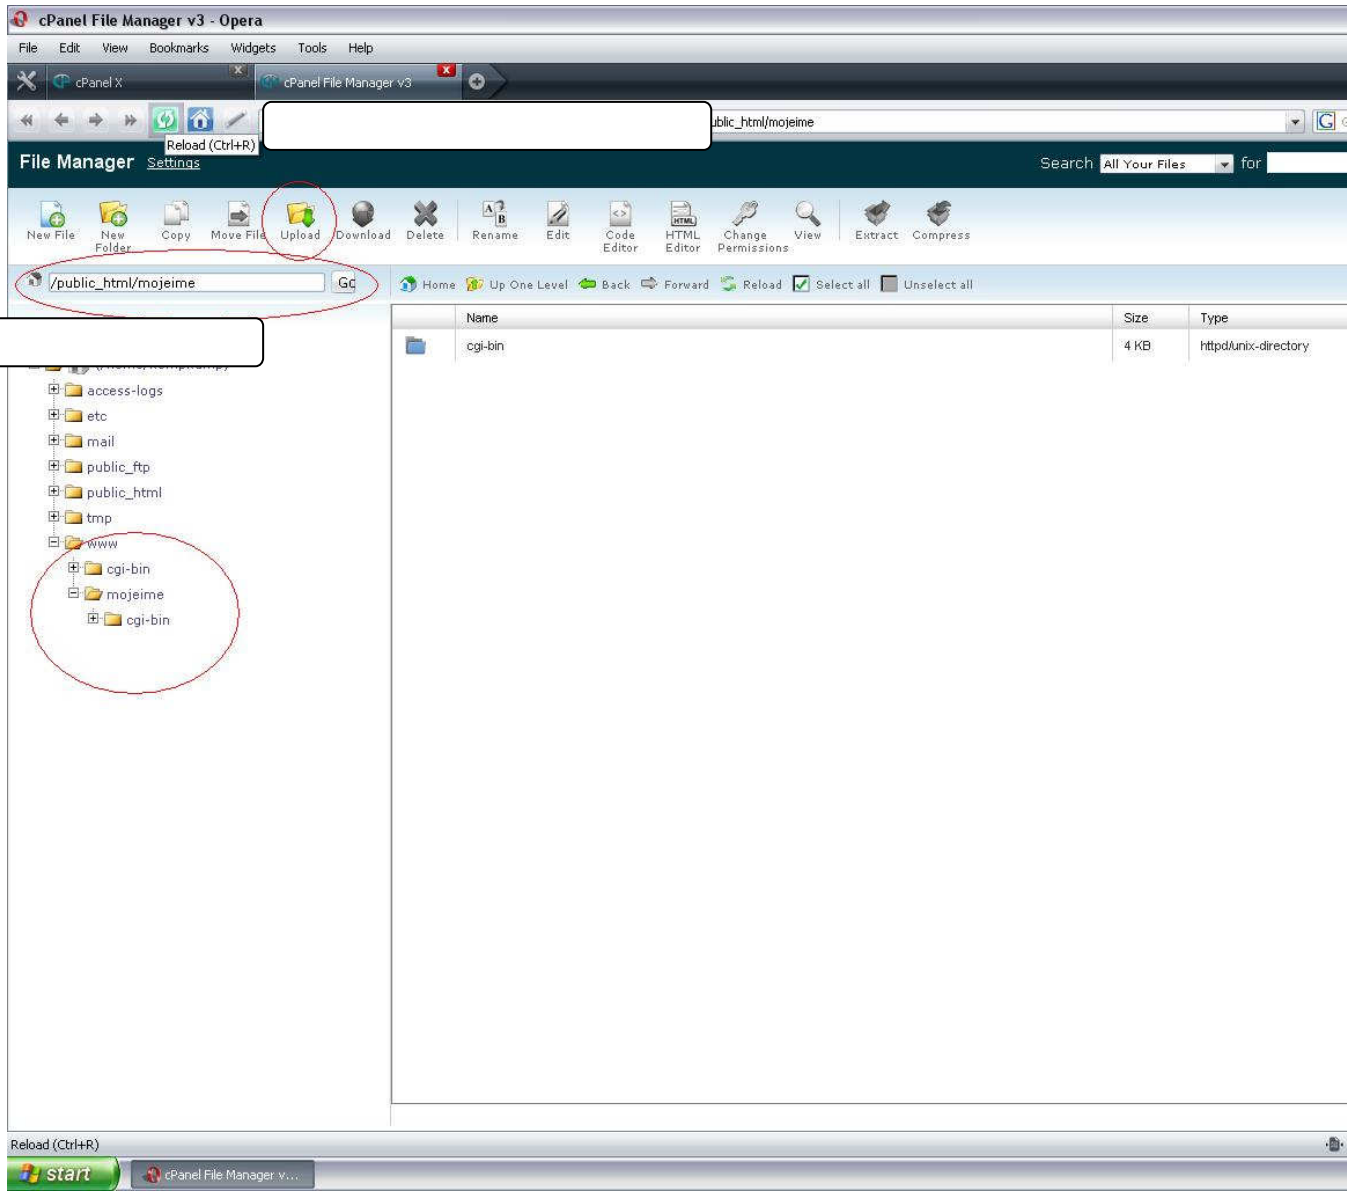 cPanel File Manager v3 - Opera
File Edit View Bookmarks Widgets Tools Help
cPanel X cPanel File Manager v3
ublic_html/mojeime
Reload (Ctrl+R)
File Manager Settings Search All Your Files for
New File New Folder Copy Move File Upload Download Delete Rename Edit Code Editor HTML Editor Change Permissions View Extract Compress
/public_html/mojeime Go
Home Up One Level Back Forward Reload Select all Unselect all
Name Size Type
cgi-bin 4 KB httpd/unix-directory
access-logs
etc
mail
public_ftp
public_html
tmp
www
cgi-bin
mojeime
cgi-bin
Reload (Ctrl+R)
start cPanel File Manager v...